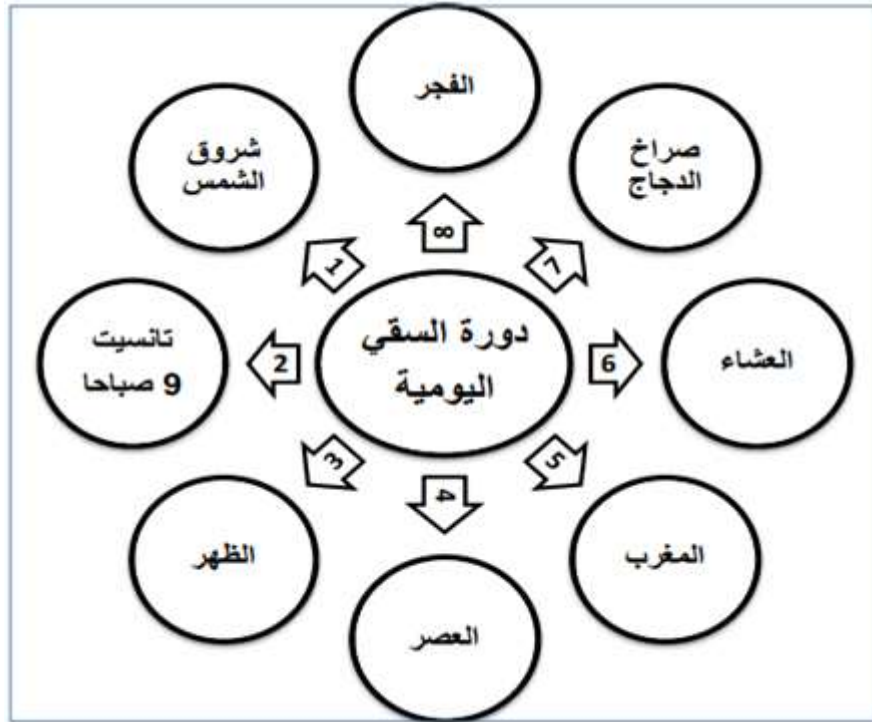 الفجر
صراخ
الدجاج
شروق
الشمس
8
7
1
دورة السقي
اليومية
العشاء
6
2
تانسيت
9 صباحا
5
4
3
المغرب
الظهر
العصر